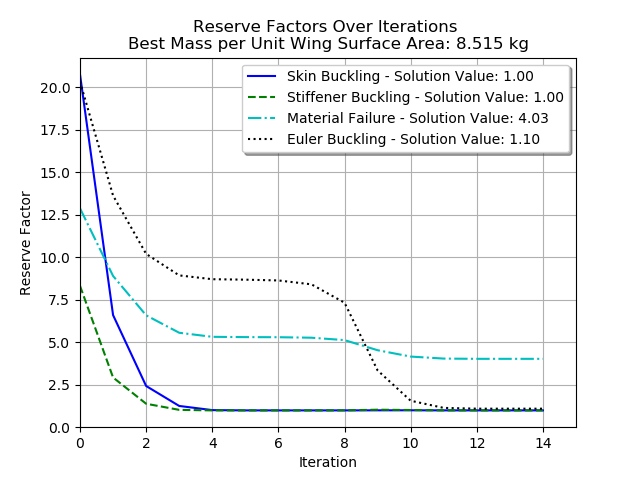 Reserve Factors Over Iterations
Best Mass per Unit Wing Surface Area: 8.515 kg
Skin Buckling - Solution Value: 1.00
Stiffener Buckling - Solution Value: 1.00
Material Failure - Solution Value: 4.03
Euler Buckling - Solution Value: 1.10
Reserve Factor
20.0
17.5
15.0
12.5
10.0
7.5
5.0
2.5
0.0
0 2 4 6 8 10 12 14
Iteration